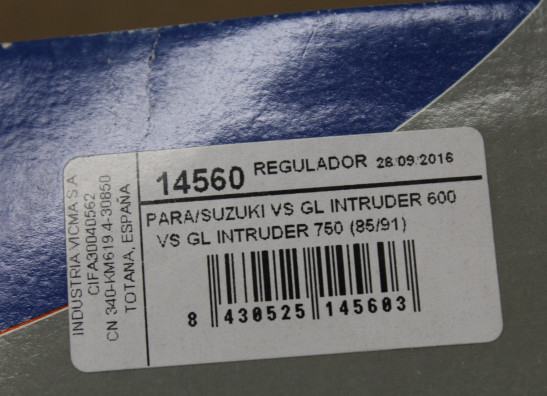 INDUSTRIA VICMA S.A
CIFA30040562
CN 340-KM619.4-30850
TOTANA, ESPAÑA
14560 REGULADOR 28/09/2016
PARA/SUZUKI VS GL INTRUDER 600
VS GL INTRUDER 750 (85/91)
8 430525 145603